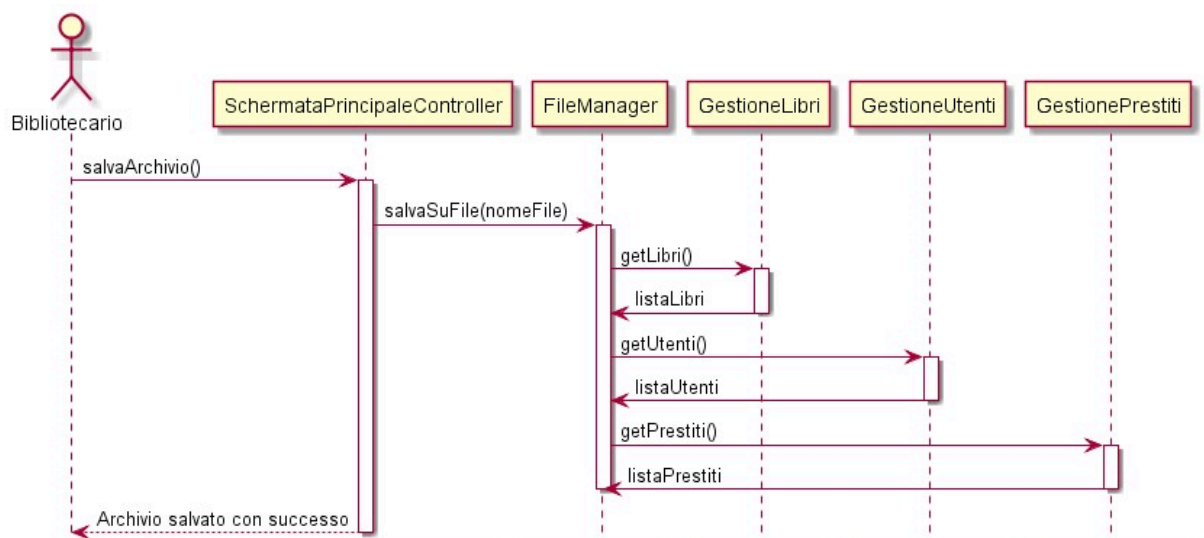 Bibliotecario
SchermataPrincipaleController
FileManager
GestioneLibri
GestioneUtenti
GestionePrestiti
salvaArchivio()
salvaSuFile(nomeFile)
getLibri()
listaLibri
getUtenti()
listaUtenti
getPrestiti()
listaPrestiti
Archivio salvato con successo